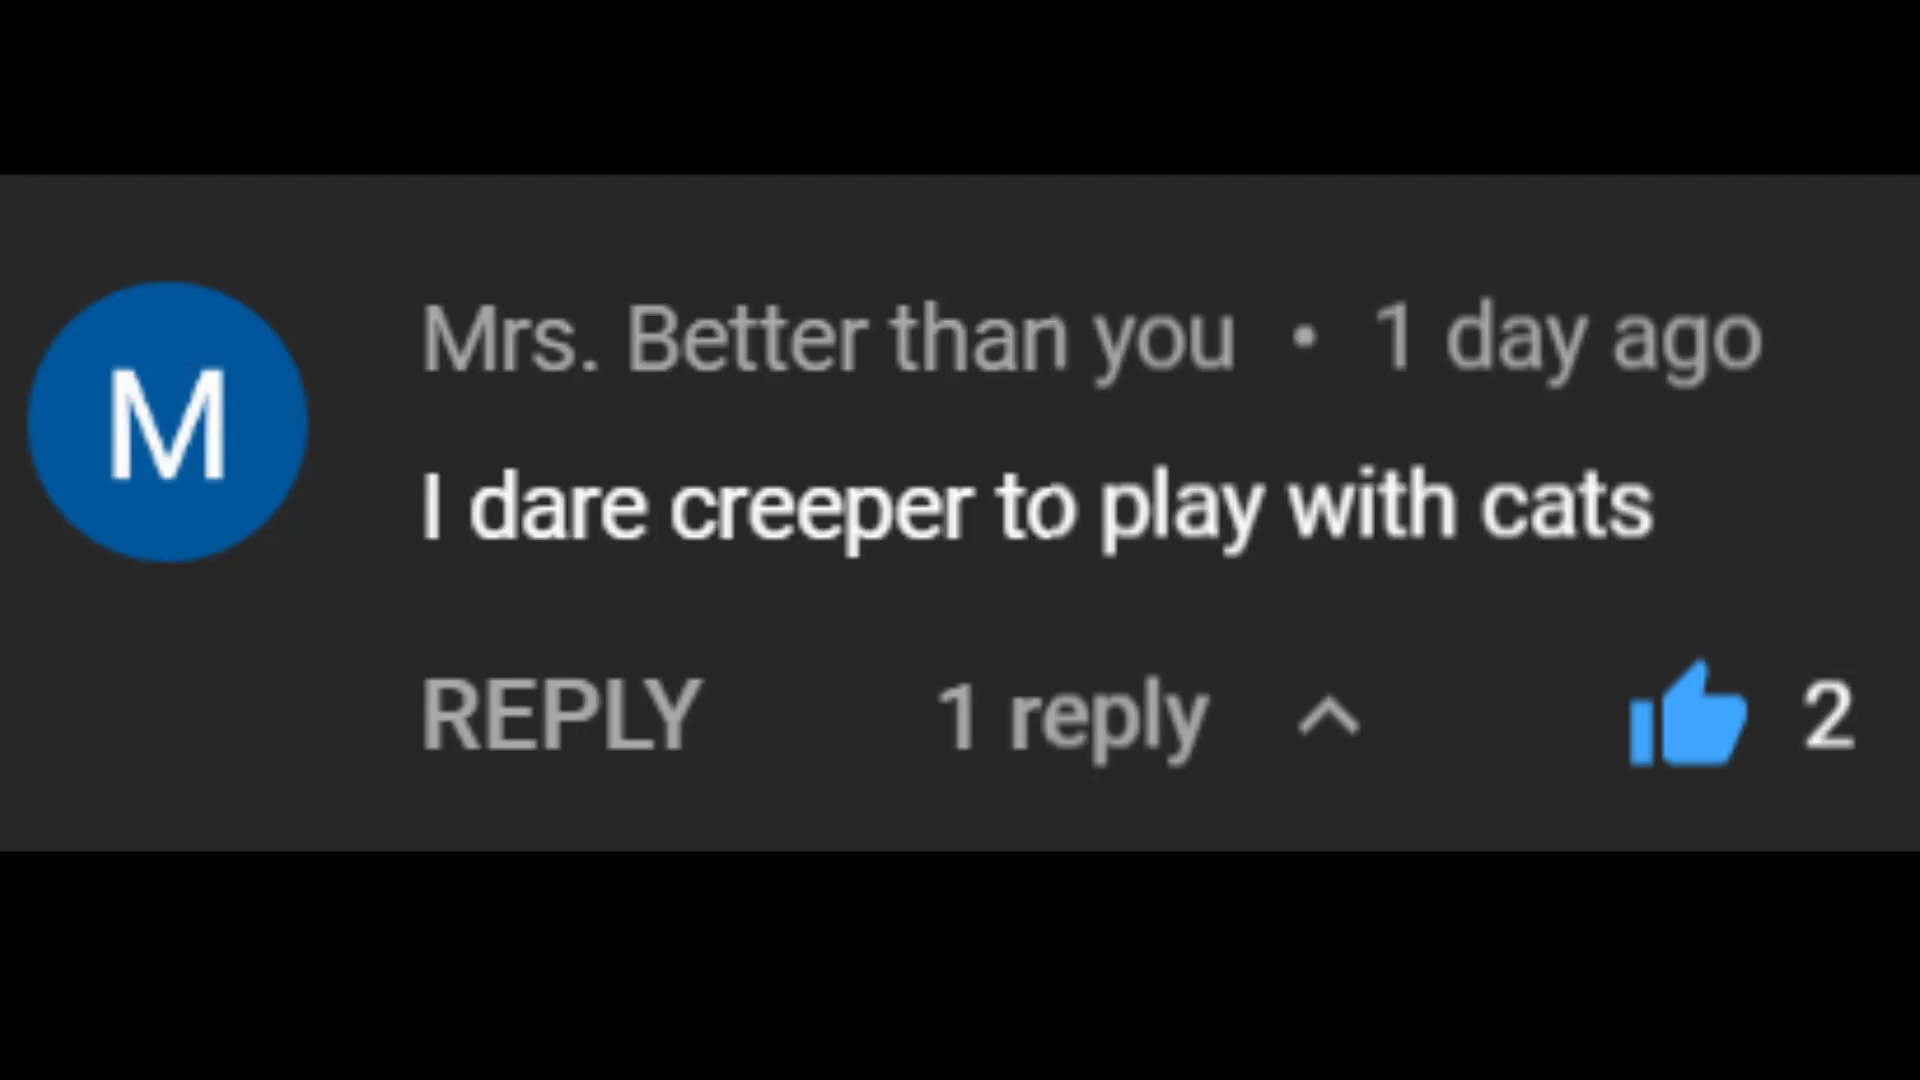 M
Mrs. Better than you • 1 day ago
I dare creeper to play with cats
REPLY 1 reply 2